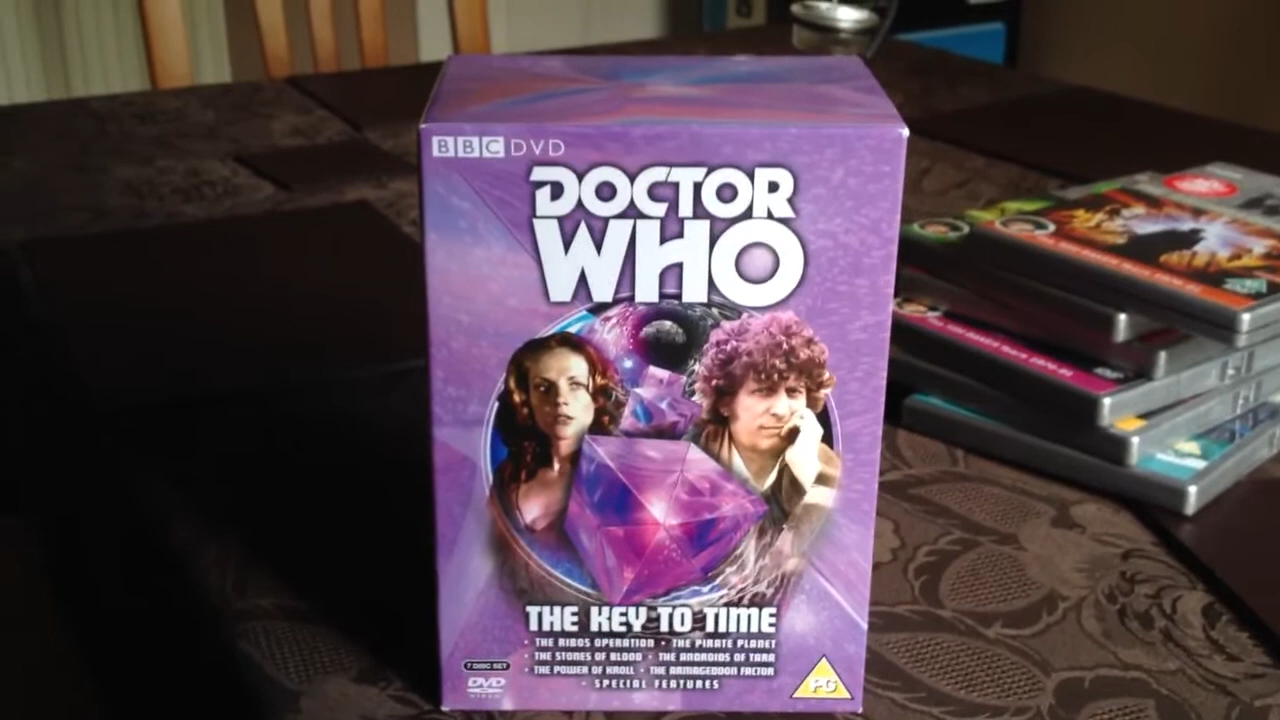 BBC DVD
DOCTOR
WHO
THE KEY TO TIME
• THE RIBOS OPERATION • THE PIRATE PLANET
• THE STONES OF BLOOD • THE ANDROIDS OF TARA
• THE POWER OF KROLL • THE ARMAGEDDON FACTOR
• SPECIAL FEATURES
7 DISC SET
DVD
VIDEO
PG